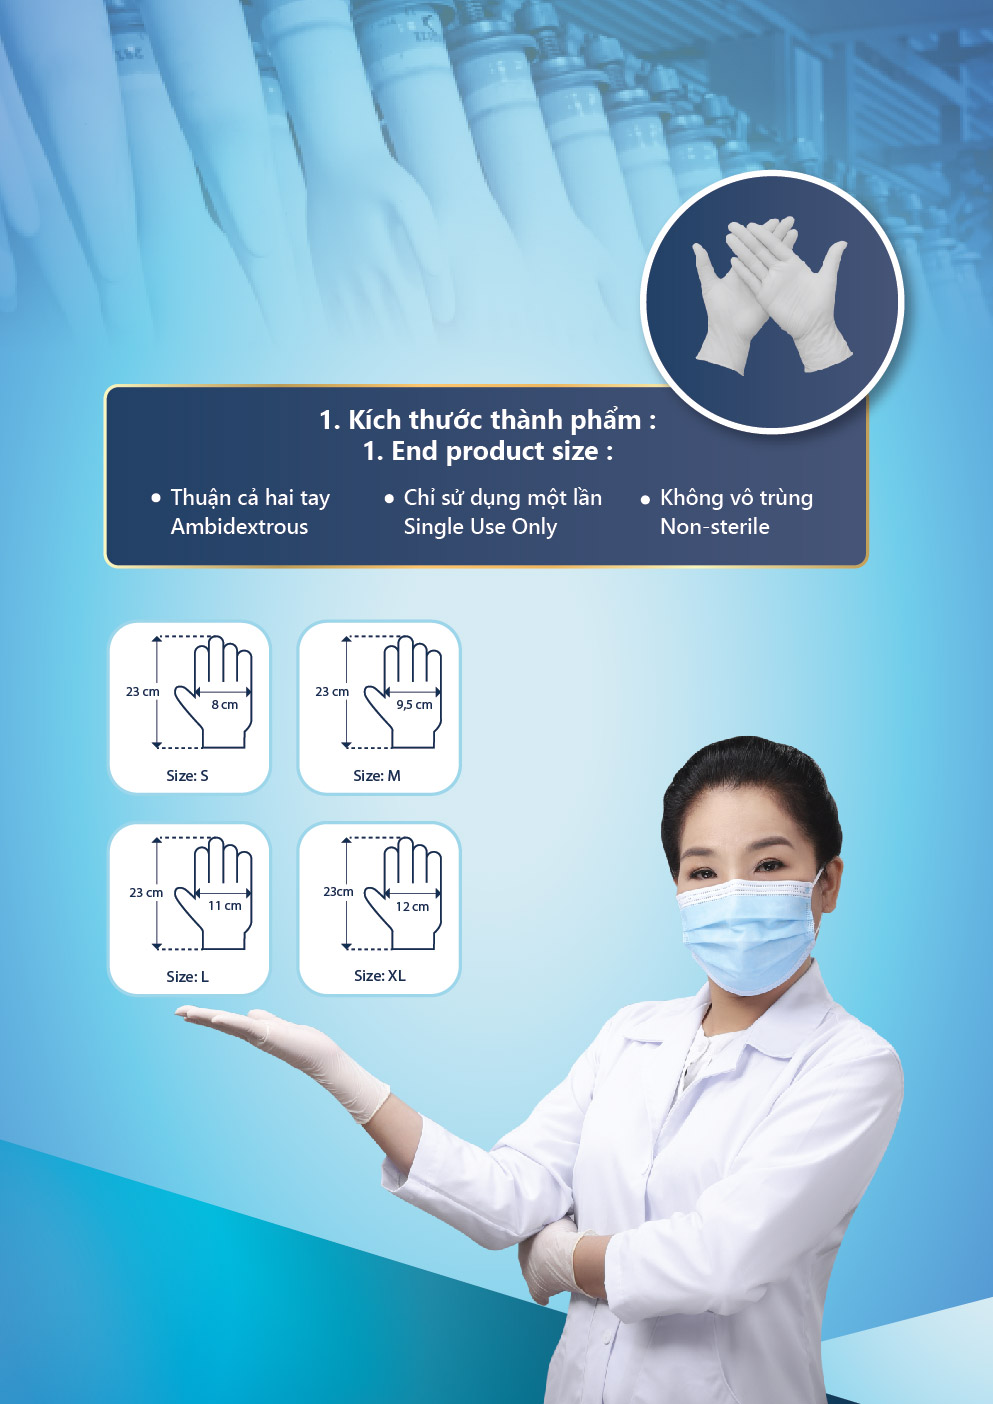 1. Kích thước thành phẩm :
1. End product size :
• Thuận cả hai tay
Ambidextrous
• Chỉ sử dụng một lần
Single Use Only
• Không vô trùng
Non-sterile
23 cm
8 cm
Size: S
23 cm
9,5 cm
Size: M
23 cm
11 cm
Size: L
23cm
12 cm
Size: XL